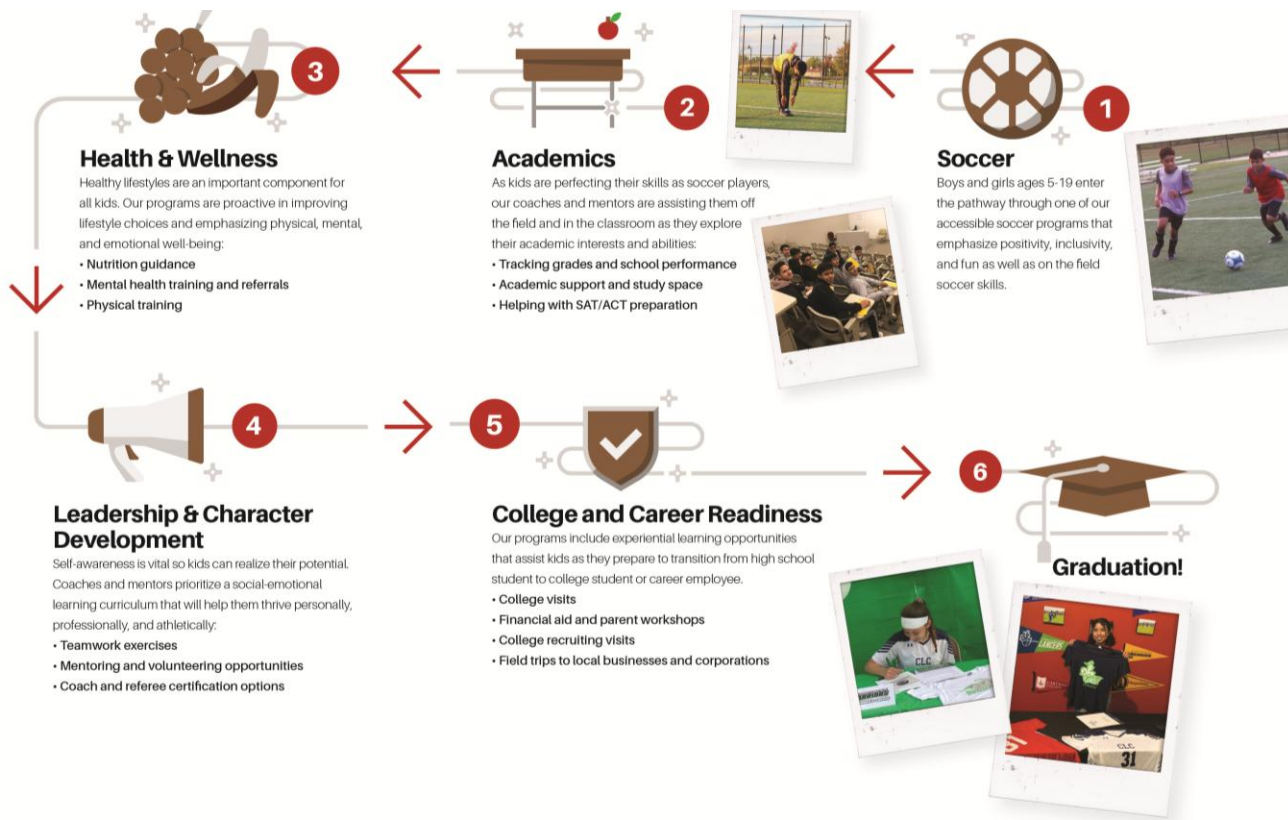 1
Soccer
Boys and girls ages 5-19 enter
the pathway through one of our
accessible soccer programs that
emphasize positivity, inclusivity,
and fun as well as on the field
soccer skills.
2
Academics
As kids are perfecting their skills as soccer players,
our coaches and mentors are assisting them off
the field and in the classroom as they explore
their academic interests and abilities:
• Tracking grades and school performance
• Academic support and study space
• Helping with SAT/ACT preparation
3
Health & Wellness
Healthy lifestyles are an important component for
all kids. Our programs are proactive in improving
lifestyle choices and emphasizing physical, mental,
and emotional well-being:
• Nutrition guidance
• Mental health training and referrals
• Physical training
4
Leadership & Character
Development
Self-awareness is vital so kids can realize their potential.
Coaches and mentors prioritize a social-emotional
learning curriculum that will help them thrive personally,
professionally, and athletically:
• Teamwork exercises
• Mentoring and volunteering opportunities
• Coach and referee certification options
5
College and Career Readiness
Our programs include experiential learning opportunities
that assist kids as they prepare to transition from high school
student to college student or career employee.
• College visits
• Financial aid and parent workshops
• College recruiting visits
• Field trips to local businesses and corporations
6
Graduation!
CLC
LANCERS
CLC
31